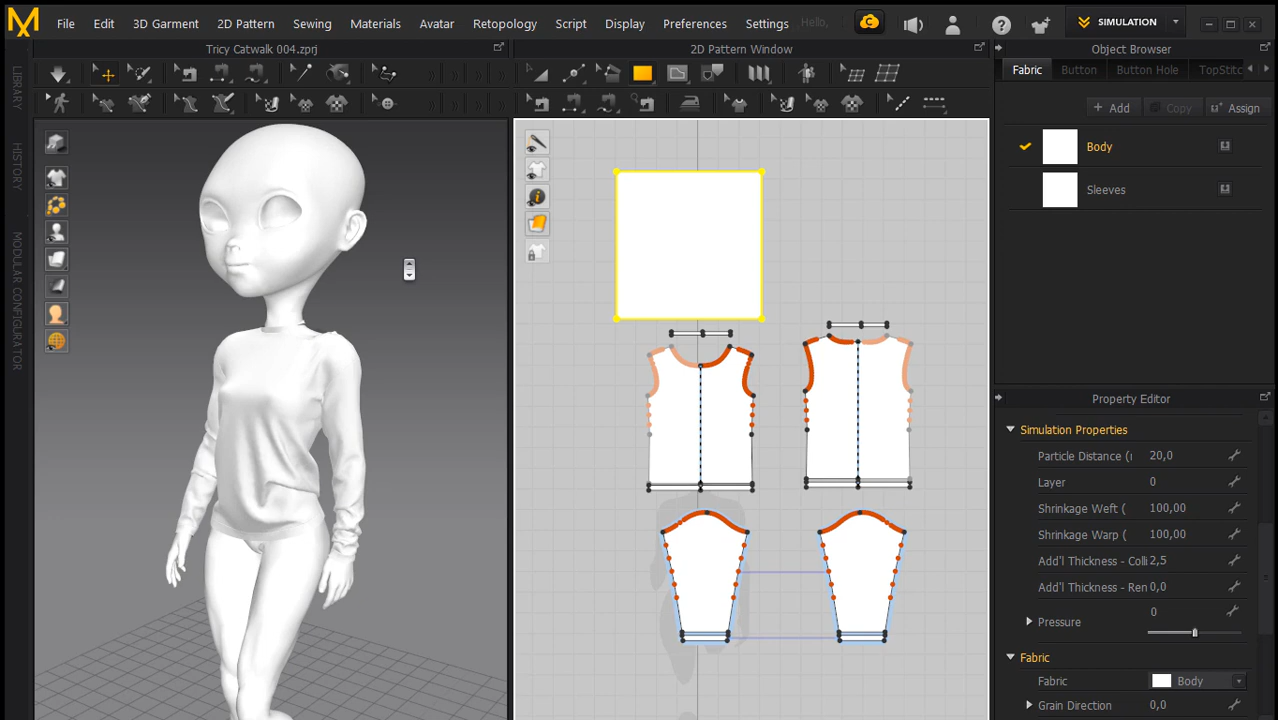 File Edit 3D Garment 2D Pattern Sewing Materials Avatar Retopology Script Display Preferences Settings Hello, SIMULATION
Tricy Catwalk 004.zprj
2D Pattern Window
Object Browser
LIBRARY
HISTORY
MODULAR CONFIGURATOR
Fabric Button Button Hole TopStitc
+ Add Copy Assign
Body
Sleeves
Property Editor
Simulation Properties
Particle Distance (ı 20,0
Layer 0
Shrinkage Weft ( 100,00
Shrinkage Warp ( 100,00
Add'l Thickness - Colli 2,5
Add'l Thickness - Ren 0,0
Pressure 0
Fabric
Fabric Body
Grain Direction 0,0